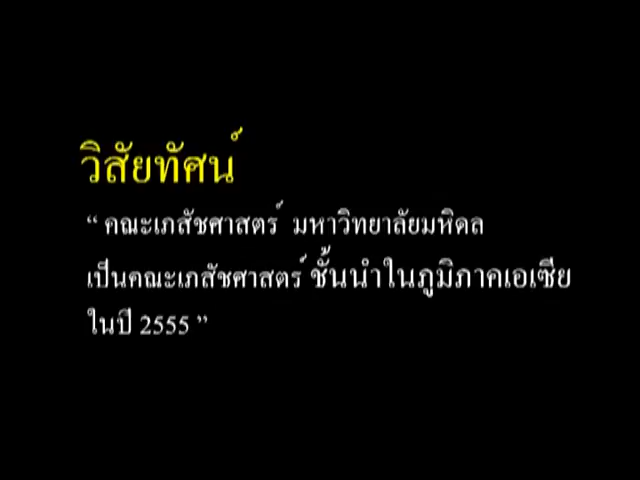 วิสัยทัศน์
“ คณะเภสัชศาสตร์ มหาวิทยาลัยมหิดล
เป็นคณะเภสัชศาสตร์ ชั้นนำในภูมิภาคเอเซีย
ในปี 2555 ”